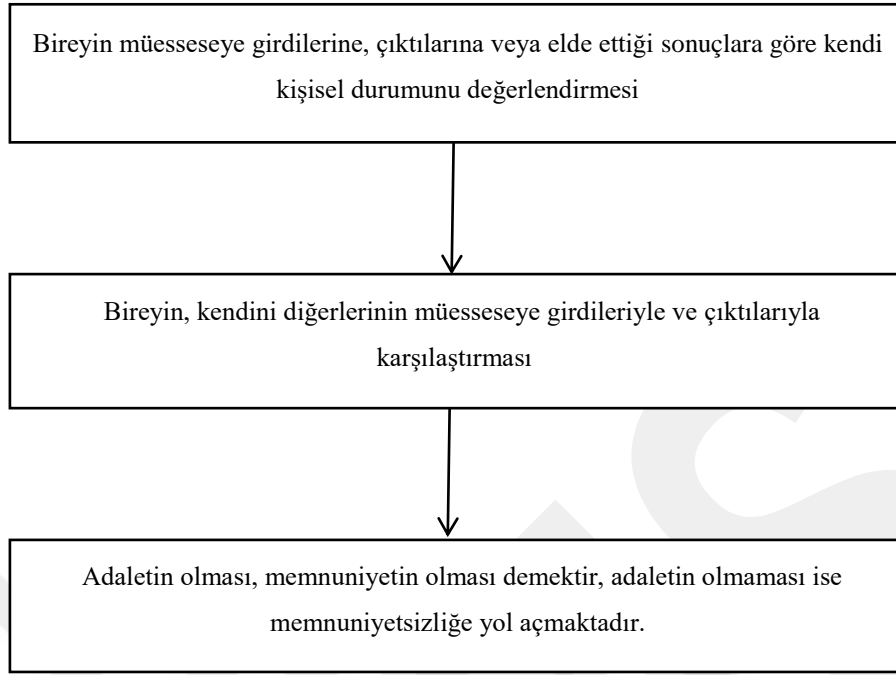 Bireyin müesseseye girdilerine, çıktılarına veya elde ettiği sonuçlara göre kendi
kişisel durumunu değerlendirmesi
Bireyin, kendini diğerlerinin müesseseye girdileriyle ve çıktılarıyla
karşılaştırması
Adaletin olması, memnuniyetin olması demektir, adaletin olmaması ise
memnuniyetsizliğe yol açmaktadır.